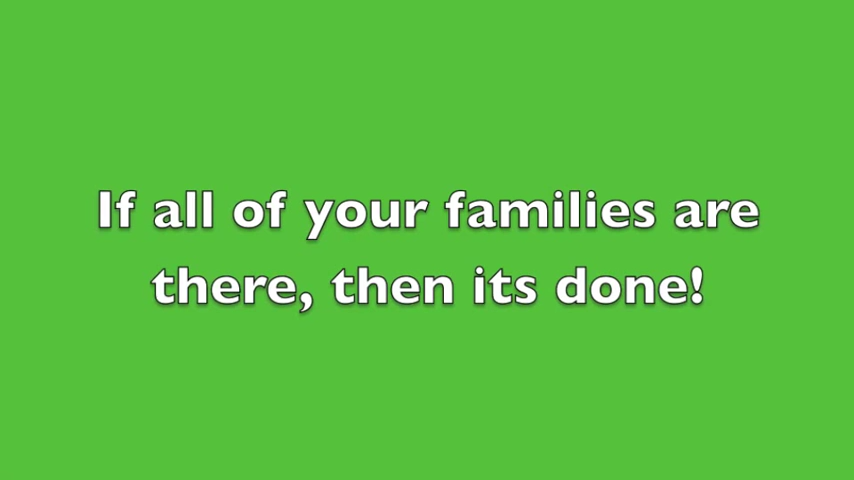 If all of your families are
there, then its done!